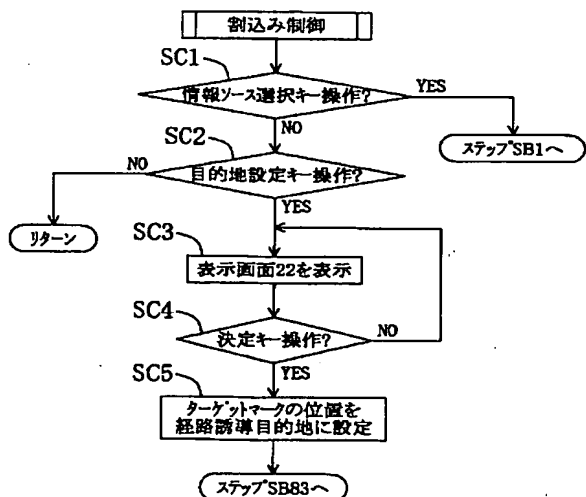 割込み制御
SC1
情報ソース選択キー操作?
YES
NO
ステップSB1へ
SC2
目的地設定キー操作?
NO
YES
リターン
SC3
表示画面22を表示
SC4
決定キー操作?
NO
YES
SC5
ターゲットマークの位置を
経路誘導目的地に設定
ステップSB83へ